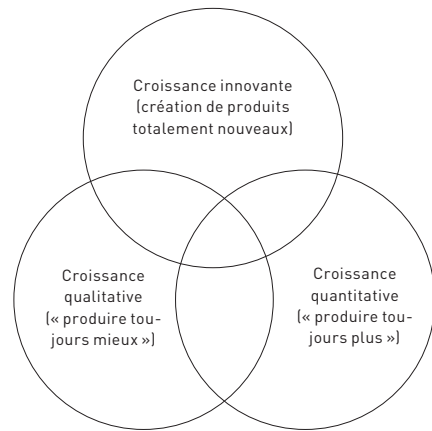 Croissance innovante
(création de produits
totalement nouveaux)
Croissance
qualitative
(« produire tou-
jours mieux »)
Croissance
quantitative
(« produire tou-
jours plus »)